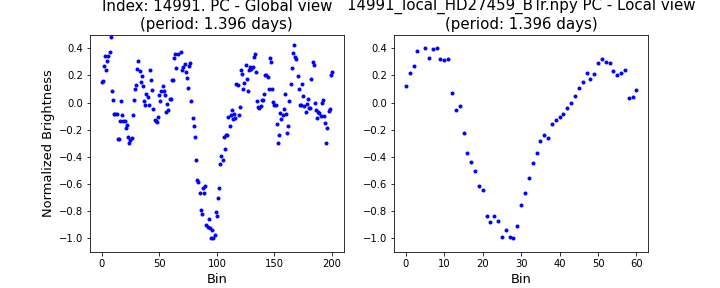 Index: 14991. PC - Global view
(period: 1.396 days)
14991_local_HD27459_BTfr.npy PC - Local view
(period: 1.396 days)
Normalized Brightness
0.4
0.2
0.0
−0.2
−0.4
−0.6
−0.8
−1.0
0 50 100 150 200
Bin
0.4
0.2
0.0
−0.2
−0.4
−0.6
−0.8
−1.0
0 10 20 30 40 50 60
Bin